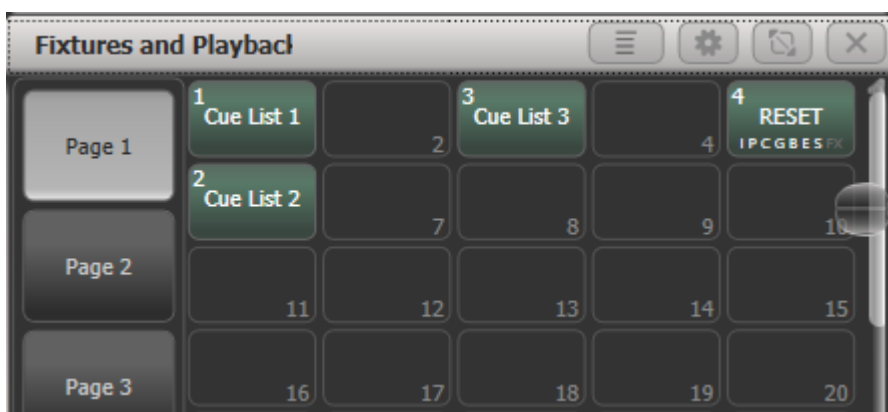 Fixtures and Playback
Page 1
1
Cue List 1
2
3
Cue List 3
4
4
RESET
IPCGBESFX
Page 2
2
Cue List 2
7
8
9
10
11
12
13
14
15
Page 3
16
17
18
19
20